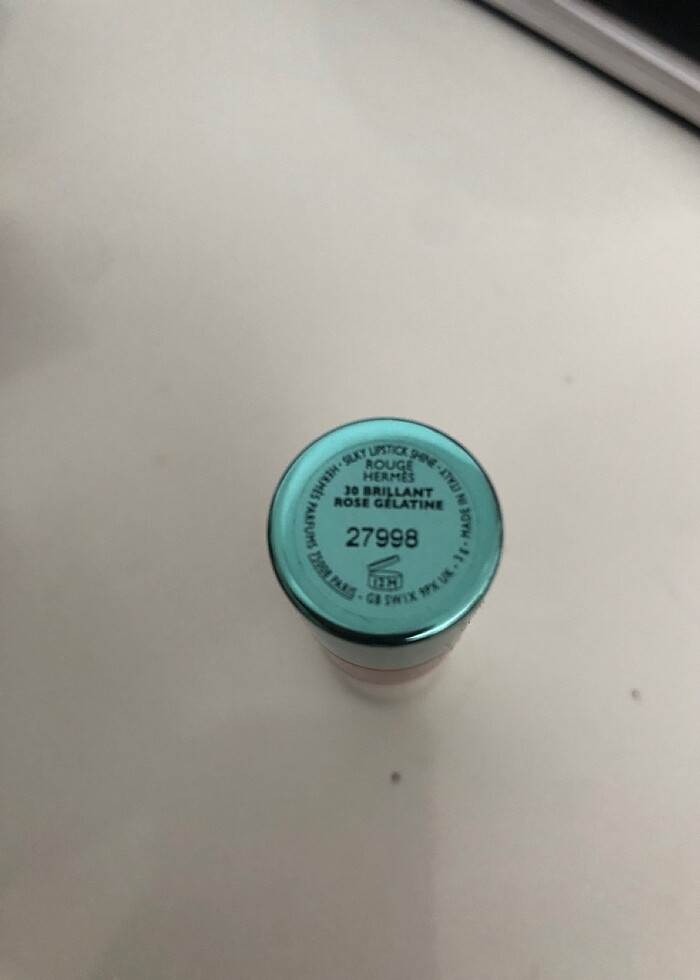 HERMÈS PARFUMS 75008 PARIS - GB SW1X 9PX UK - 3 g - MADE IN ITALY - SILKY LIPSTICK SHINE -
ROUGE
HERMÈS
30 BRILLANT
ROSE GÉLATINE
27998
12M